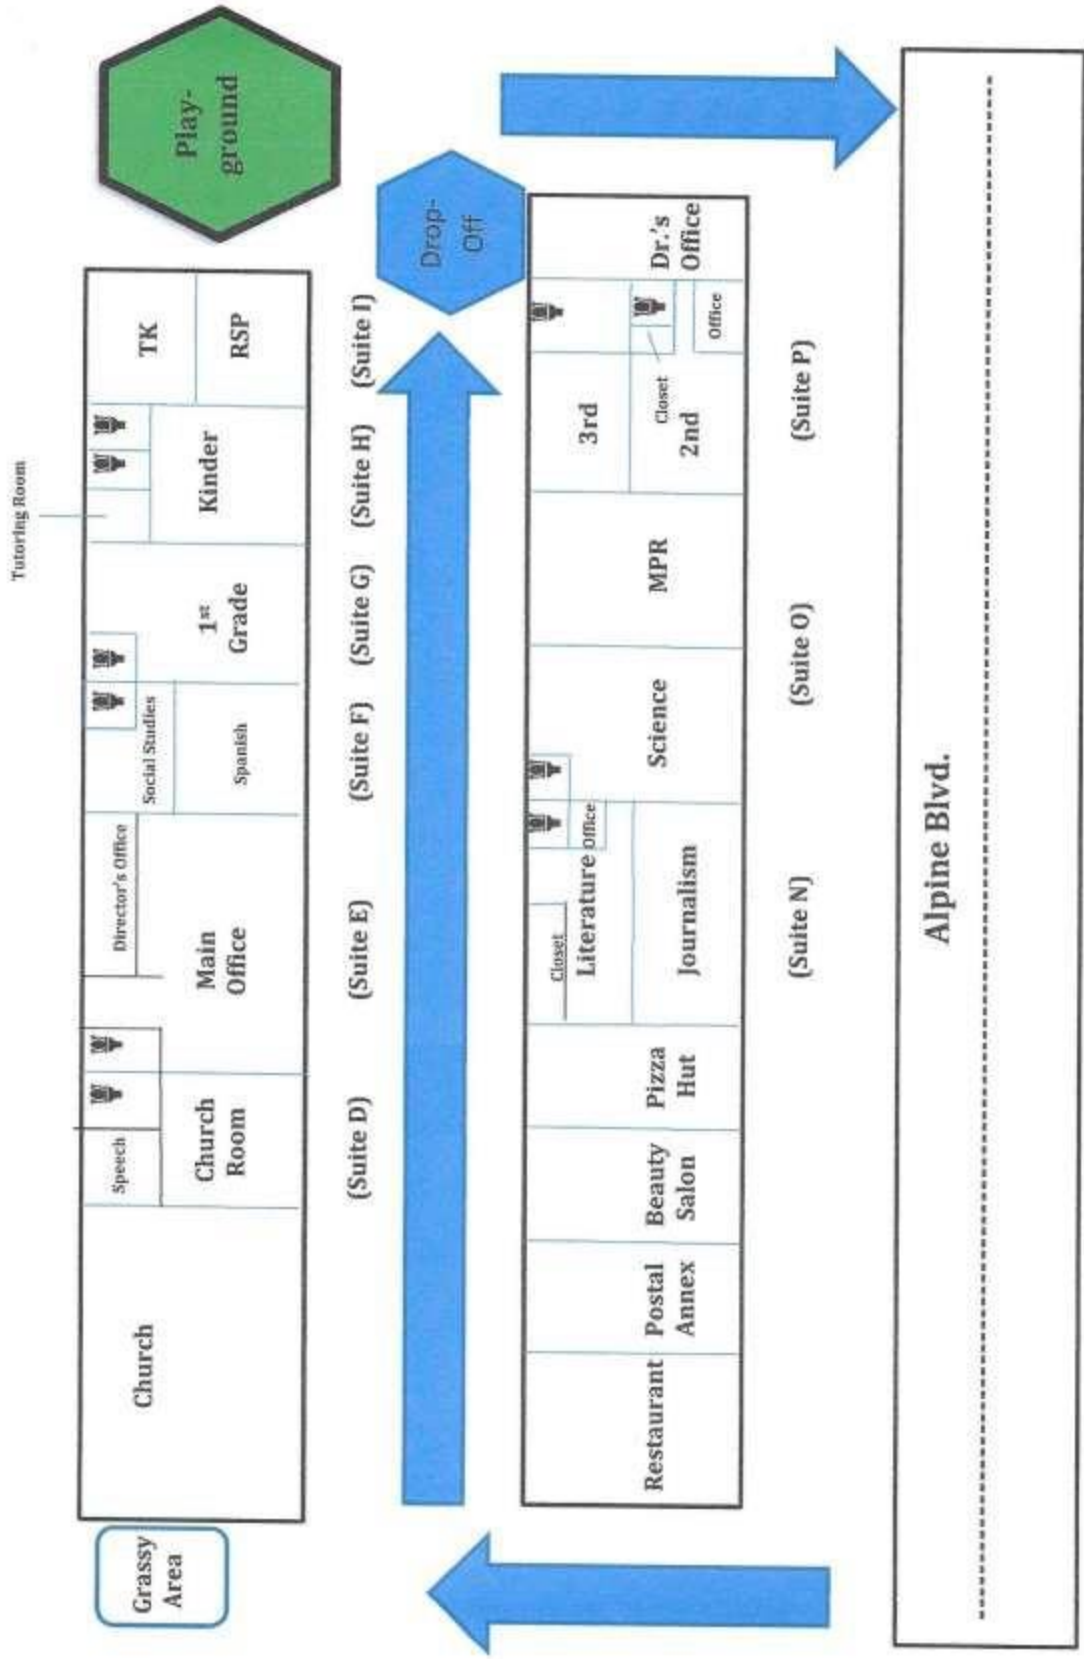 Tutoring Room
Grassy
Area
Church
Speech
Church
Room
Director's Office
Main
Office
Social Studies
Spanish
1st
Grade
Kinder
TK
RSP
Play-
ground
(Suite D)
(Suite E)
(Suite F)
(Suite G)
(Suite H)
(Suite I)
Drop-
Off
Restaurant
Postal
Annex
Beauty
Salon
Pizza
Hut
Closet
Literature
Office
Journalism
Science
MPR
3rd
Closet
2nd
Office
Dr.'s
Office
(Suite N)
(Suite O)
(Suite P)
Alpine Blvd.